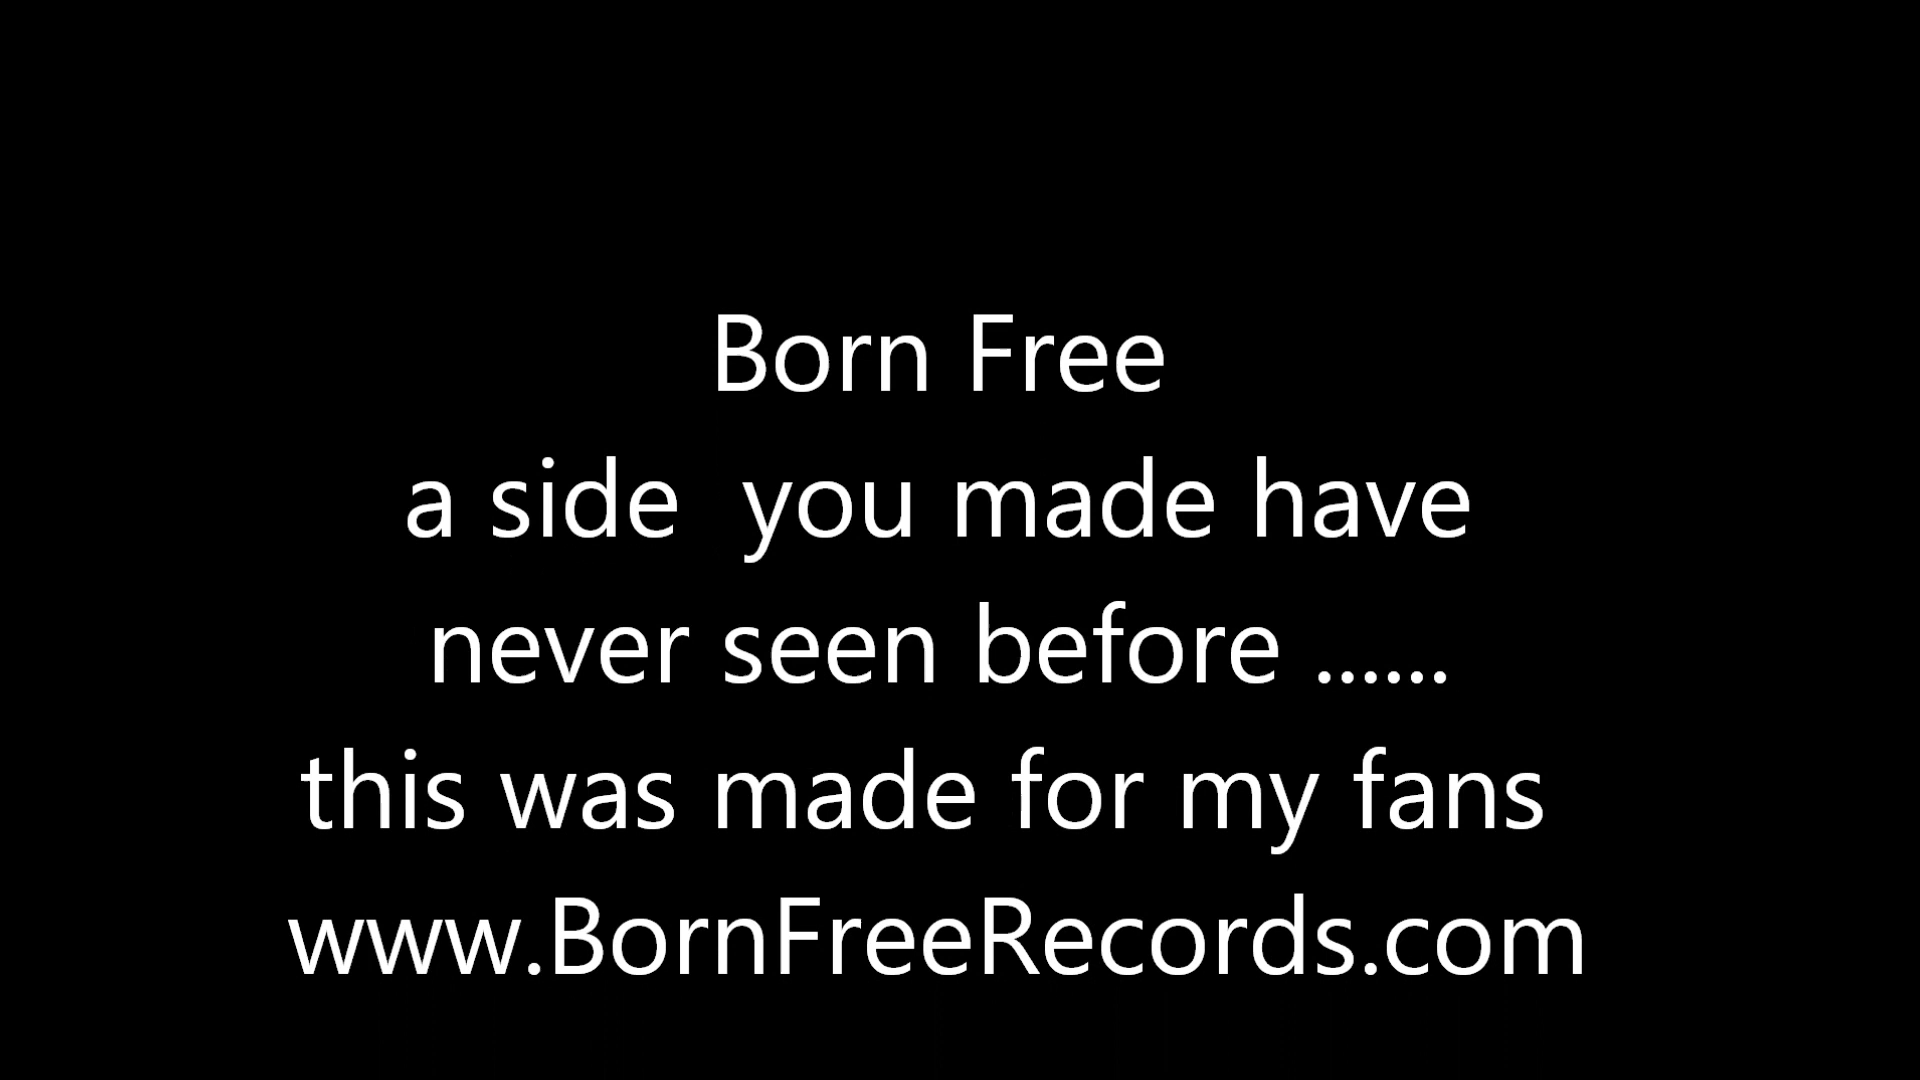 Born Free
a side  you made have
never seen before ......
this was made for my fans
www.BornFreeRecords.com